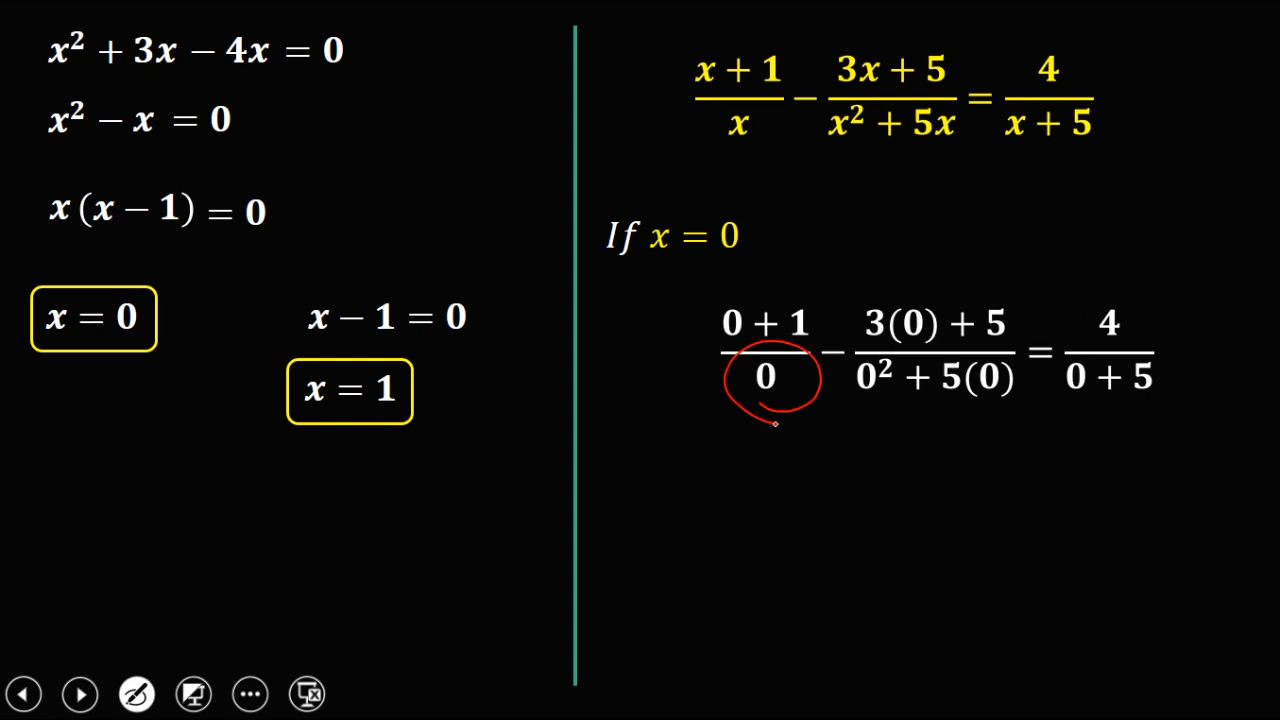 x² + 3x − 4x = 0
x² − x = 0
x (x − 1) = 0
x = 0
x − 1 = 0
x = 1
(x + 1)/x − (3x + 5)/(x² + 5x) = 4/(x + 5)
If x = 0
(0 + 1)/0 − (3(0) + 5)/(0² + 5(0)) = 4/(0 + 5)